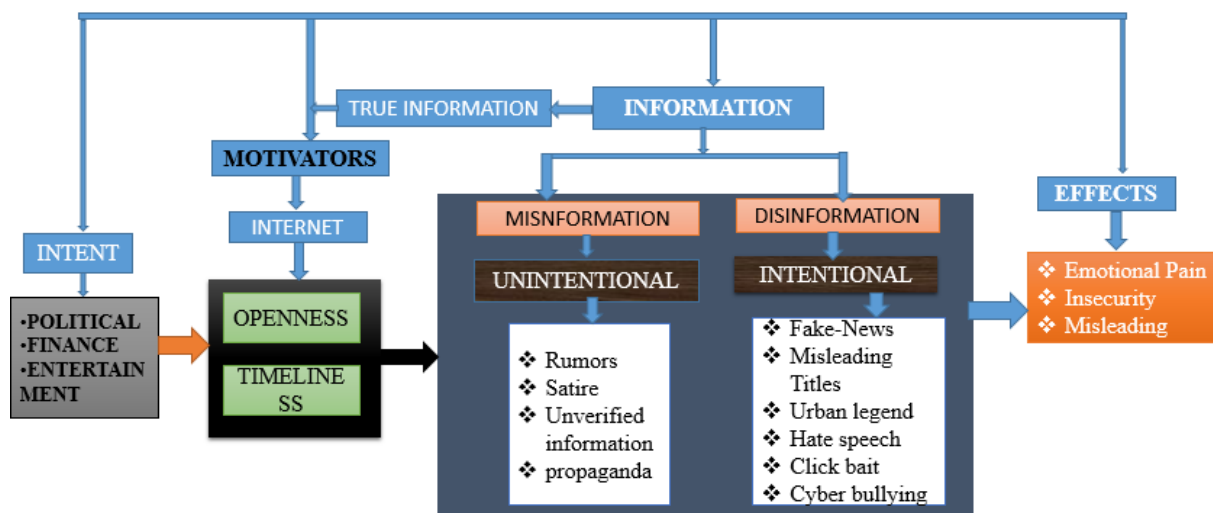 TRUE INFORMATION
INFORMATION
MOTIVATORS
INTERNET
INTENT
•POLITICAL
•FINANCE
•ENTERTAIN
MENT
OPENNESS
TIMELINE
SS
MISNFORMATION
UNINTENTIONAL
❖ Rumors
❖ Satire
❖ Unverified
information
❖ propaganda
DISINFORMATION
INTENTIONAL
❖ Fake-News
❖ Misleading
Titles
❖ Urban legend
❖ Hate speech
❖ Click bait
❖ Cyber bullying
EFFECTS
❖ Emotional Pain
❖ Insecurity
❖ Misleading